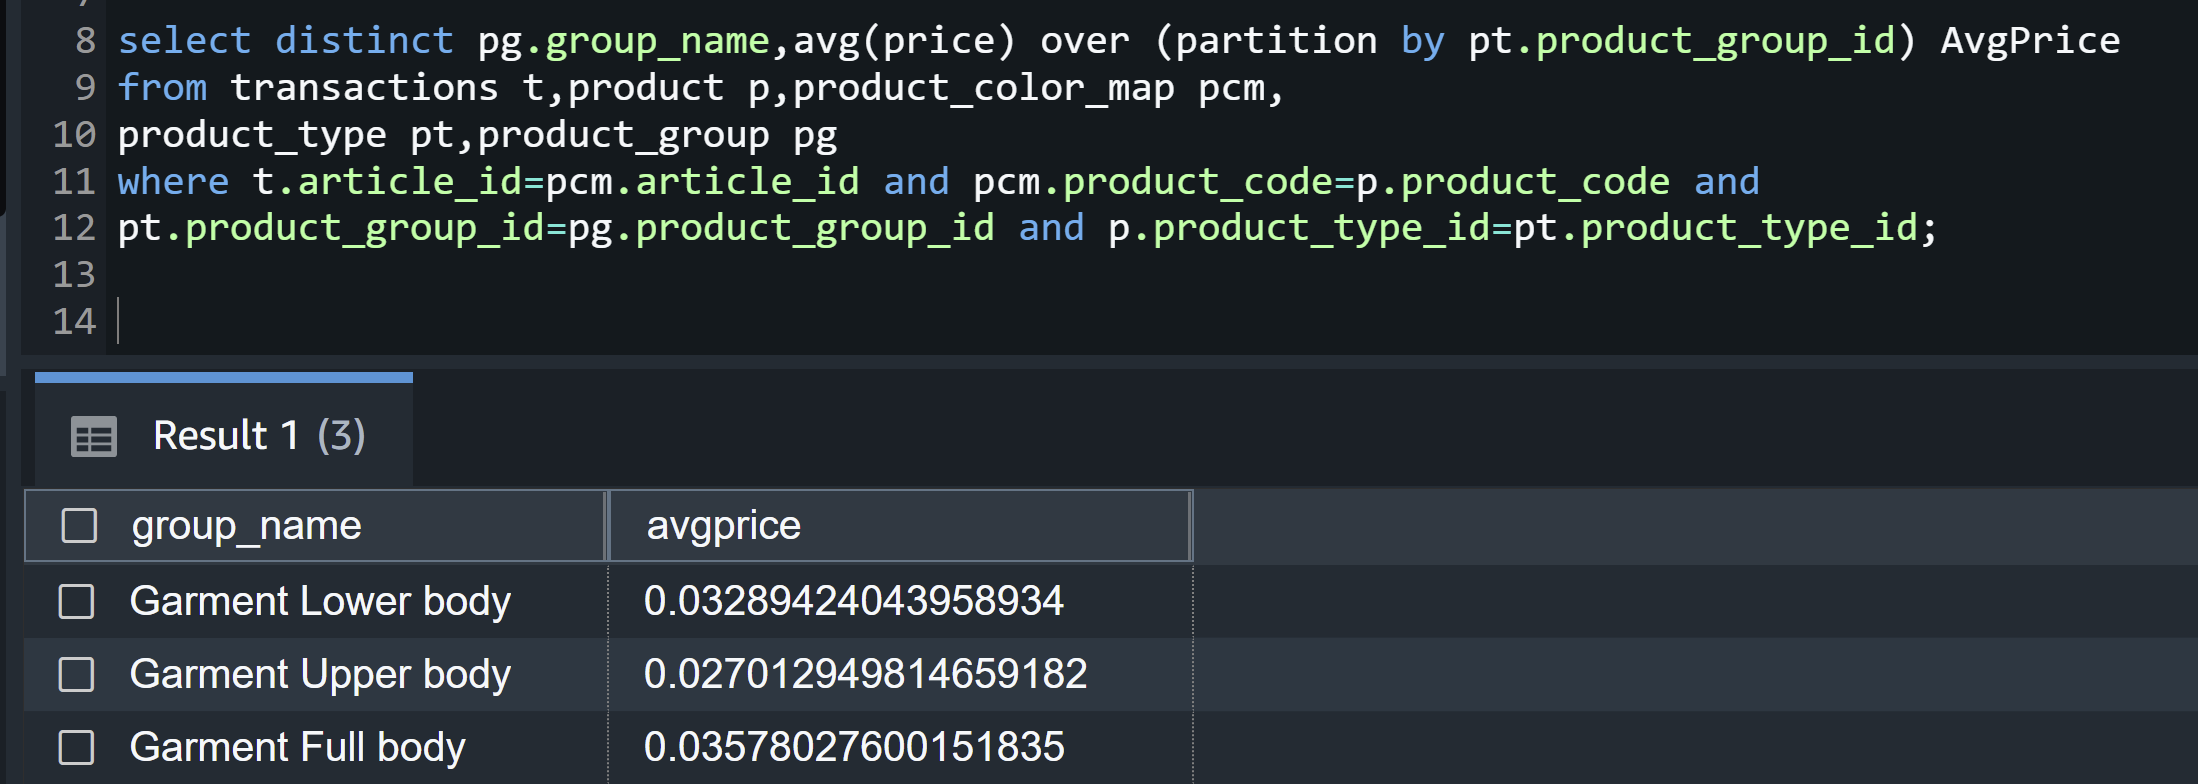 8 select distinct pg.group_name,avg(price) over (partition by pt.product_group_id) AvgPrice
9 from transactions t,product p,product_color_map pcm,
10 product_type pt,product_group pg
11 where t.article_id=pcm.article_id and pcm.product_code=p.product_code and
12 pt.product_group_id=pg.product_group_id and p.product_type_id=pt.product_type_id;
13
14
Result 1 (3)
group_name avgprice
Garment Lower body 0.03289424043958934
Garment Upper body 0.027012949814659182
Garment Full body 0.03578027600151835